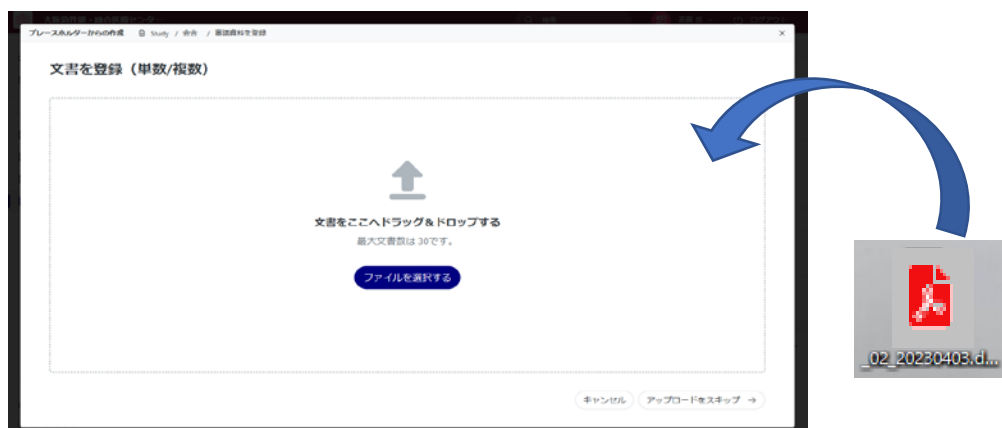 プレースホルダーからの作成 Study / 会合 / 審議資料を登録 ×
文書を登録（単数/複数）
文書をここへドラッグ＆ドロップする
最大文書数は 30です。
ファイルを選択する
_02_20230403.d...
キャンセル アップロードをスキップ →